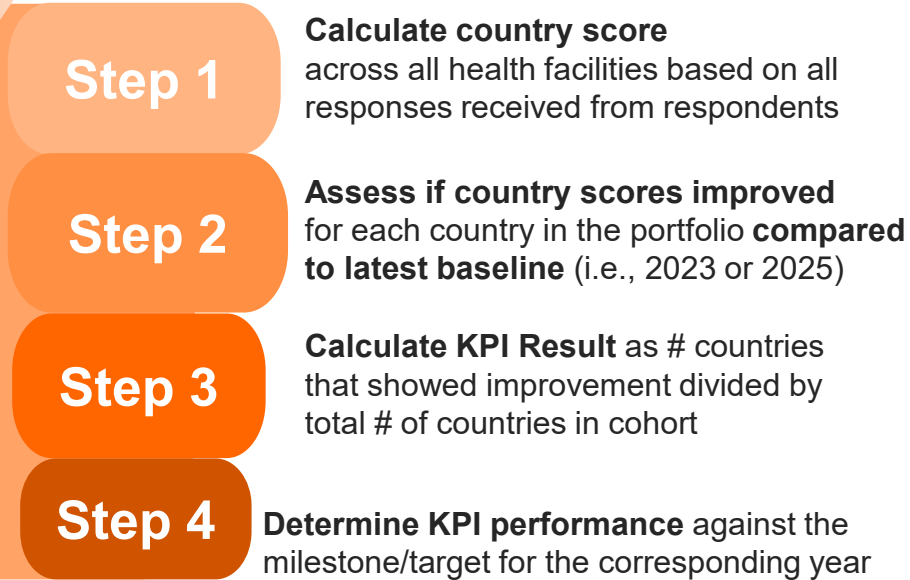 Step 1
Calculate country score
across all health facilities based on all
responses received from respondents
Step 2
Assess if country scores improved
for each country in the portfolio compared
to latest baseline (i.e., 2023 or 2025)
Step 3
Calculate KPI Result as # countries
that showed improvement divided by
total # of countries in cohort
Step 4
Determine KPI performance against the
milestone/target for the corresponding year